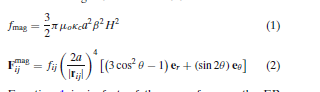 f_mag = 3/2 π μ_o κ_c a² β² H² (1)
F_ij^mag = f_ij (2a/|r_ij|)⁴ [(3 cos² θ − 1) e_r + (sin 2θ) e_θ] (2)